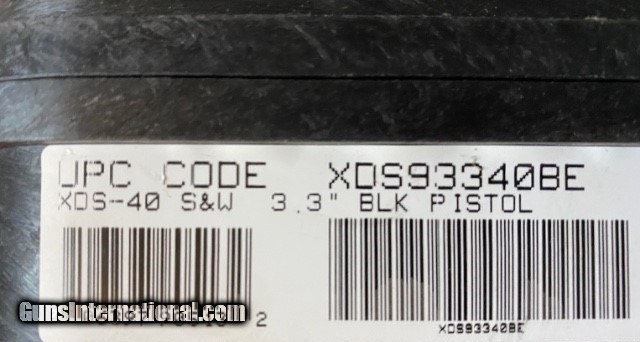 UPC CODE XDS93340BE
XDS-40 S&W 3.3" BLK PISTOL
GunsInternational.com
2
XDS93340BE